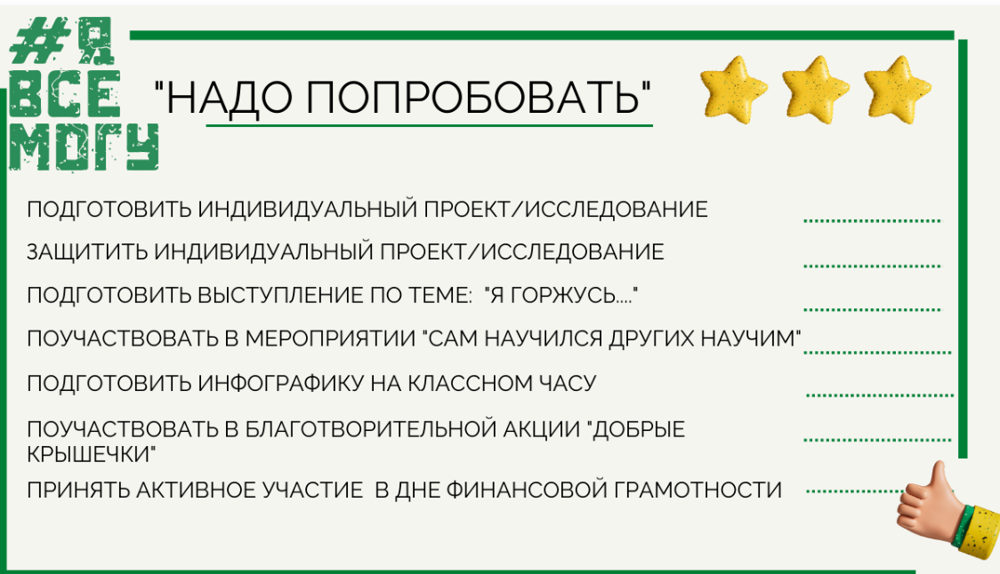 #Я
ВСЕ
МОГУ
"НАДО ПОПРОБОВАТЬ"
ПОДГОТОВИТЬ ИНДИВИДУАЛЬНЫЙ ПРОЕКТ/ИССЛЕДОВАНИЕ
ЗАЩИТИТЬ ИНДИВИДУАЛЬНЫЙ ПРОЕКТ/ИССЛЕДОВАНИЕ
ПОДГОТОВИТЬ ВЫСТУПЛЕНИЕ ПО ТЕМЕ: "Я ГОРЖУСЬ...."
ПОУЧАСТВОВАТЬ В МЕРОПРИЯТИИ "САМ НАУЧИЛСЯ ДРУГИХ НАУЧИМ"
ПОДГОТОВИТЬ ИНФОГРАФИКУ НА КЛАССНОМ ЧАСУ
ПОУЧАСТВОВАТЬ В БЛАГОТВОРИТЕЛЬНОЙ АКЦИИ "ДОБРЫЕ
КРЫШЕЧКИ"
ПРИНЯТЬ АКТИВНОЕ УЧАСТИЕ В ДНЕ ФИНАНСОВОЙ ГРАМОТНОСТИ